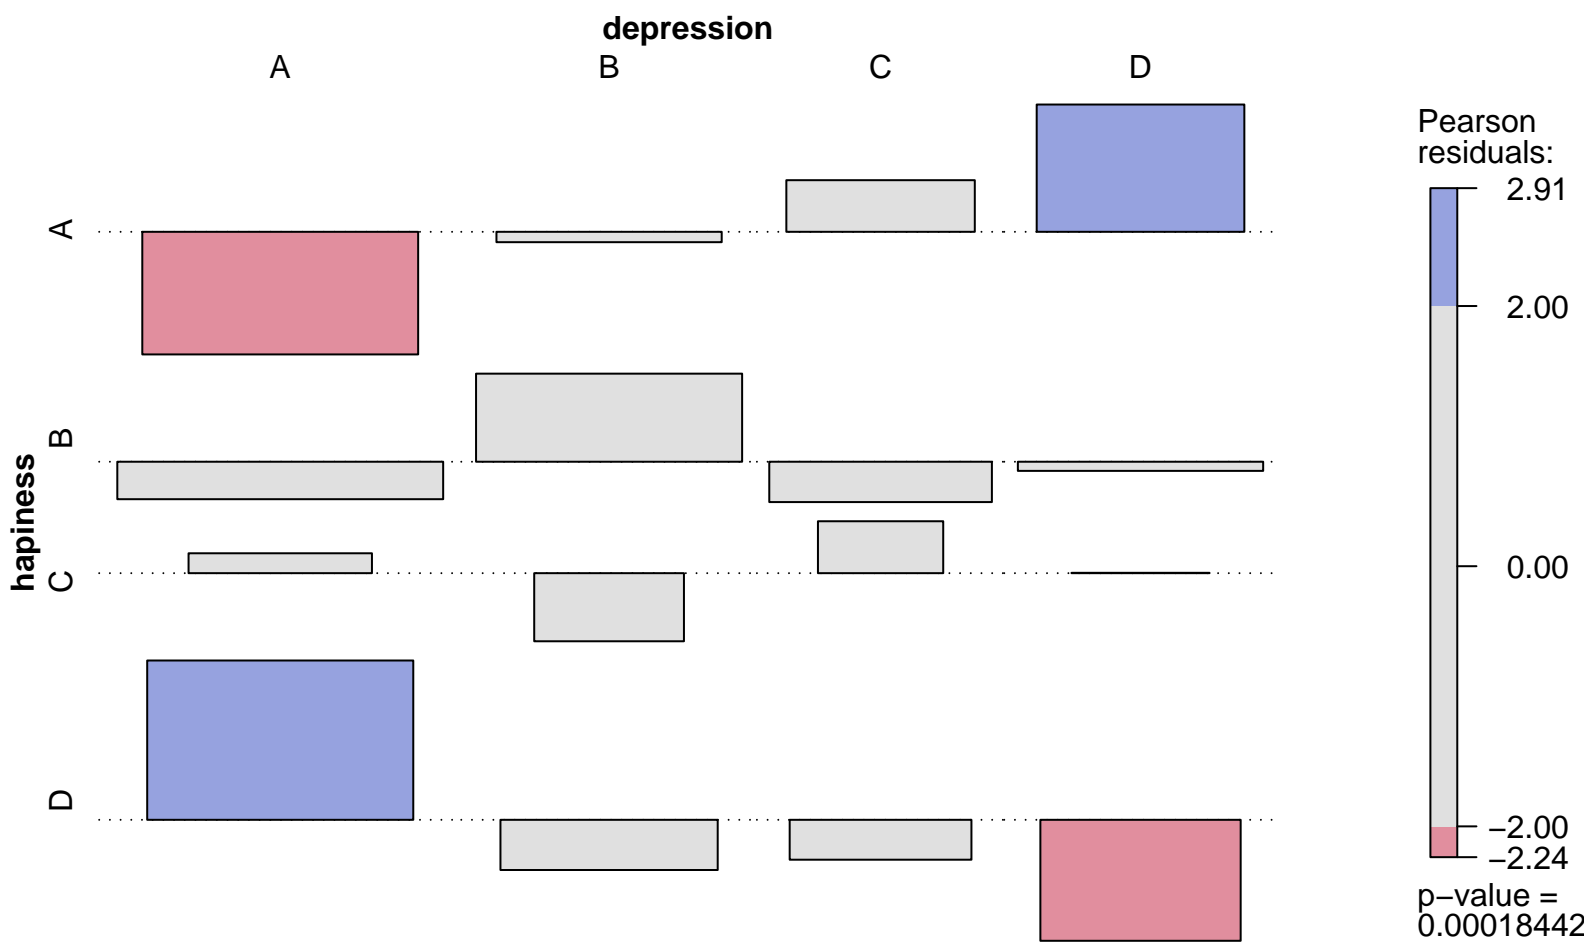 depression
A B C D
hapiness
A
B
C
D
Pearson
residuals:
2.91
2.00
0.00
−2.00
−2.24
p−value =
0.00018442